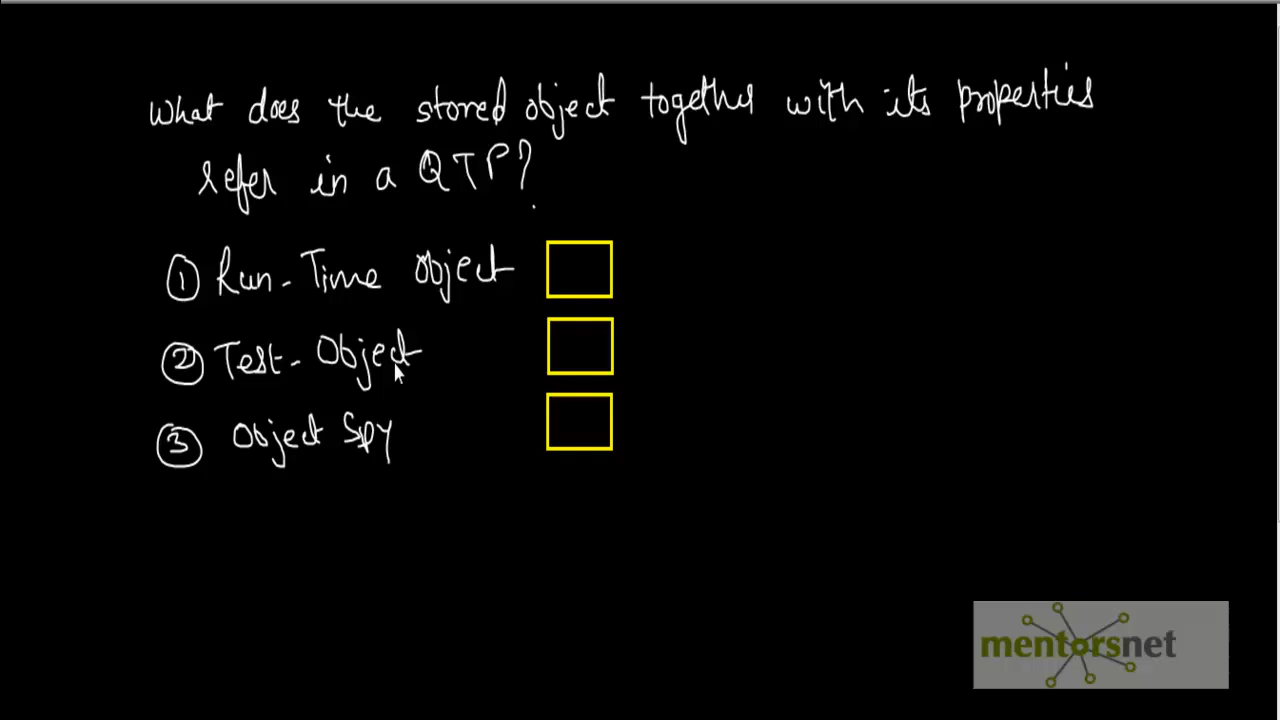 What does the stored object together with its properties
refer in a QTP?
① Run-Time Object
② Test-Object
③ Object Spy
mentorsnet